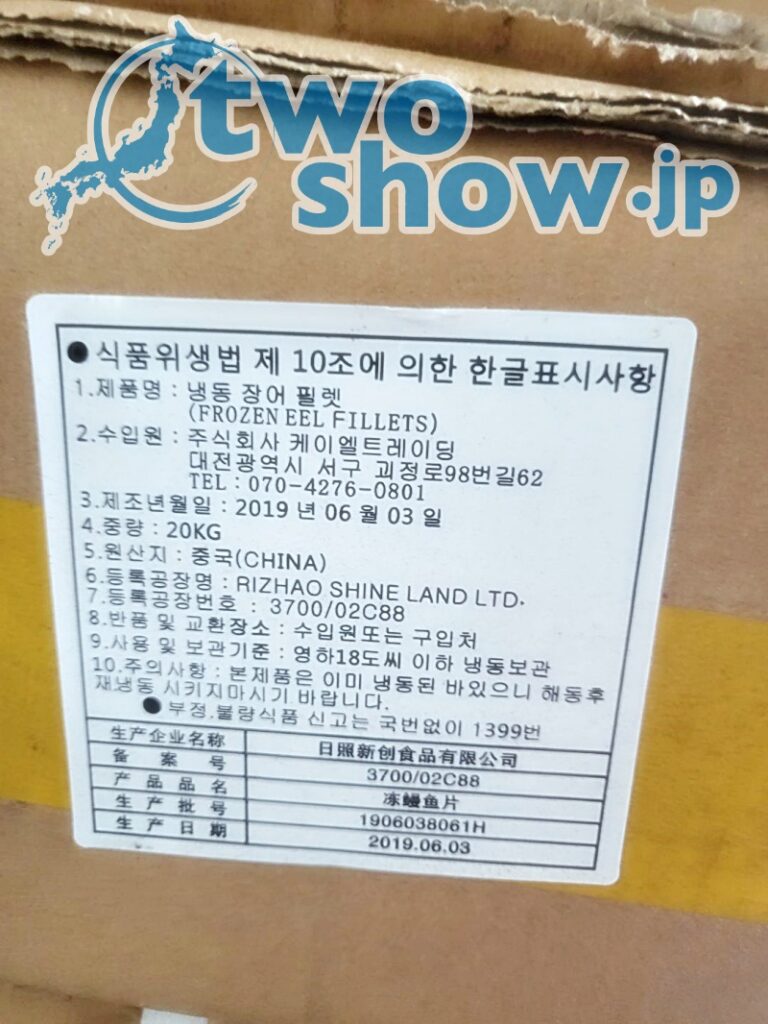 two
show.jp
●식품위생법 제 10조에 의한 한글표시사항
1.제품명 : 냉동 장어 필렛
(FROZEN EEL FILLETS)
2.수입원 : 주식회사 케이엘트레이딩
대전광역시 서구 괴정로98번길62
TEL : 070-4276-0801
3.제조년월일 : 2019 년 06 월 03 일
4.중량 : 20KG
5.원산지 : 중국(CHINA)
6.등록공장명 : RIZHAO SHINE LAND LTD.
7.등록공장번호 : 3700/02C88
8.반품 및 교환장소 : 수입원또는 구입처
9.사용 및 보관기준 : 영하18도씨 이하 냉동보관
10.주의사항 : 본제품은 이미 냉동된 바있으니 해동후
재냉동 시키지마시기 바랍니다.
●부정.불량식품 신고는 국번없이 1399번
生产企业名称 日照新创食品有限公司
备案号 3700/02C88
产品品名 冻鳗鱼片
生产批号 1906038061H
生产日期 2019.06.03